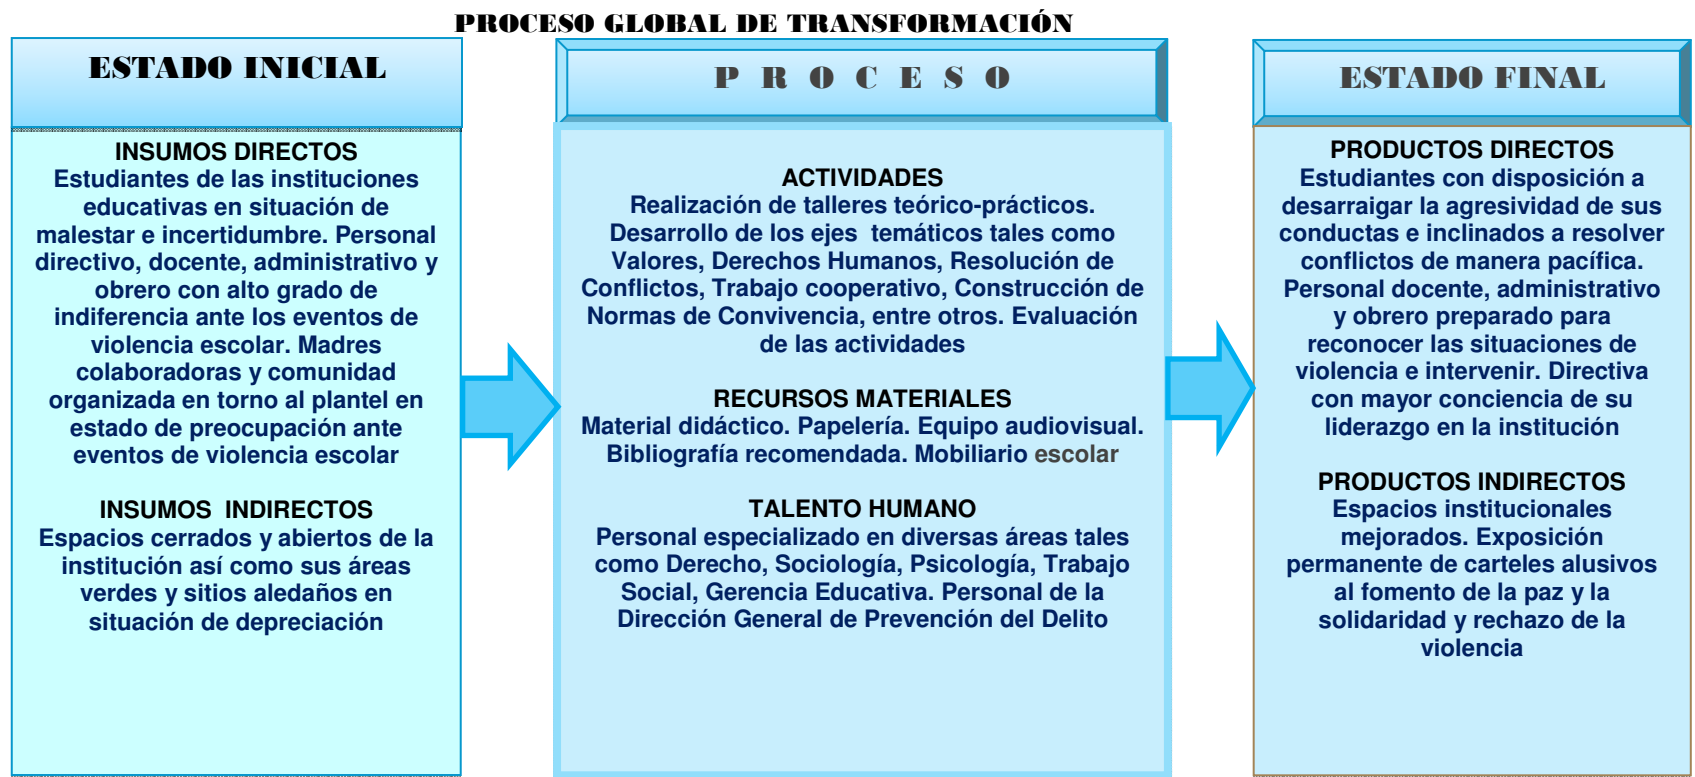 PROCESO GLOBAL DE TRANSFORMACIÓN
ESTADO INICIAL
INSUMOS DIRECTOS
Estudiantes de las instituciones
educativas en situación de
malestar e incertidumbre. Personal
directivo, docente, administrativo y
obrero con alto grado de
indiferencia ante los eventos de
violencia escolar. Madres
colaboradoras y comunidad
organizada en torno al plantel en
estado de preocupación ante
eventos de violencia escolar
INSUMOS  INDIRECTOS
Espacios cerrados y abiertos de la
institución así como sus áreas
verdes y sitios aledaños en
situación de depreciación
P R O C E S O
ACTIVIDADES
Realización de talleres teórico-prácticos.
Desarrollo de los ejes  temáticos tales como
Valores, Derechos Humanos, Resolución de
Conflictos, Trabajo cooperativo, Construcción de
Normas de Convivencia, entre otros. Evaluación
de las actividades
RECURSOS MATERIALES
Material didáctico. Papelería. Equipo audiovisual.
Bibliografía recomendada. Mobiliario escolar
TALENTO HUMANO
Personal especializado en diversas áreas tales
como Derecho, Sociología, Psicología, Trabajo
Social, Gerencia Educativa. Personal de la
Dirección General de Prevención del Delito
ESTADO FINAL
PRODUCTOS DIRECTOS
Estudiantes con disposición a
desarraigar la agresividad de sus
conductas e inclinados a resolver
conflictos de manera pacífica.
Personal docente, administrativo
y obrero preparado para
reconocer las situaciones de
violencia e intervenir. Directiva
con mayor conciencia de su
liderazgo en la institución
PRODUCTOS INDIRECTOS
Espacios institucionales
mejorados. Exposición
permanente de carteles alusivos
al fomento de la paz y la
solidaridad y rechazo de la
violencia